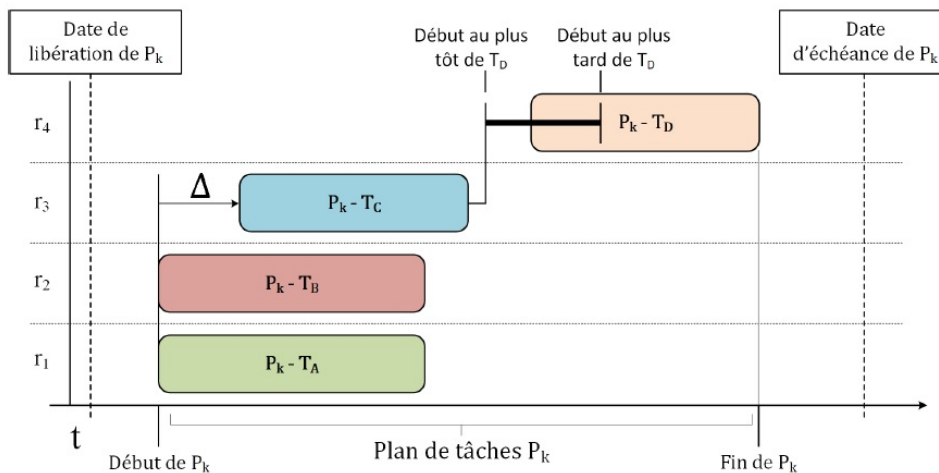 Date de
libération de Pk
Début au plus
tôt de TD
Début au plus
tard de TD
Date
d'échéance de Pk
r4
Pk - TD
r3
Δ
Pk - TC
r2
Pk - TB
r1
Pk - TA
t
Début de Pk
Plan de tâches Pk
Fin de Pk